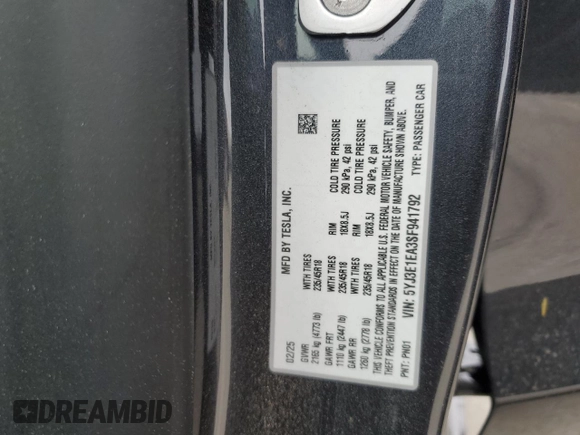 MFD BY TESLA, INC.
02/25
GVWR
2165 kg (4773 lb)
WITH TIRES
235/45R18
RIM
18X8.5J
COLD TIRE PRESSURE
290 kPa, 42 psi
GAWR FRT
1110 kg (2447 lb)
WITH TIRES
235/45R18
RIM
18X8.5J
COLD TIRE PRESSURE
290 kPa, 42 psi
GAWR RR
1260 kg (2778 lb)
THIS VEHICLE CONFORMS TO ALL APPLICABLE U.S. FEDERAL MOTOR VEHICLE SAFETY, BUMPER, AND
THEFT PREVENTION STANDARDS IN EFFECT ON THE DATE OF MANUFACTURE SHOWN ABOVE.
PNT: PN01
VIN: 5YJ3E1EA3SF941792
TYPE: PASSENGER CAR
DREAMBID